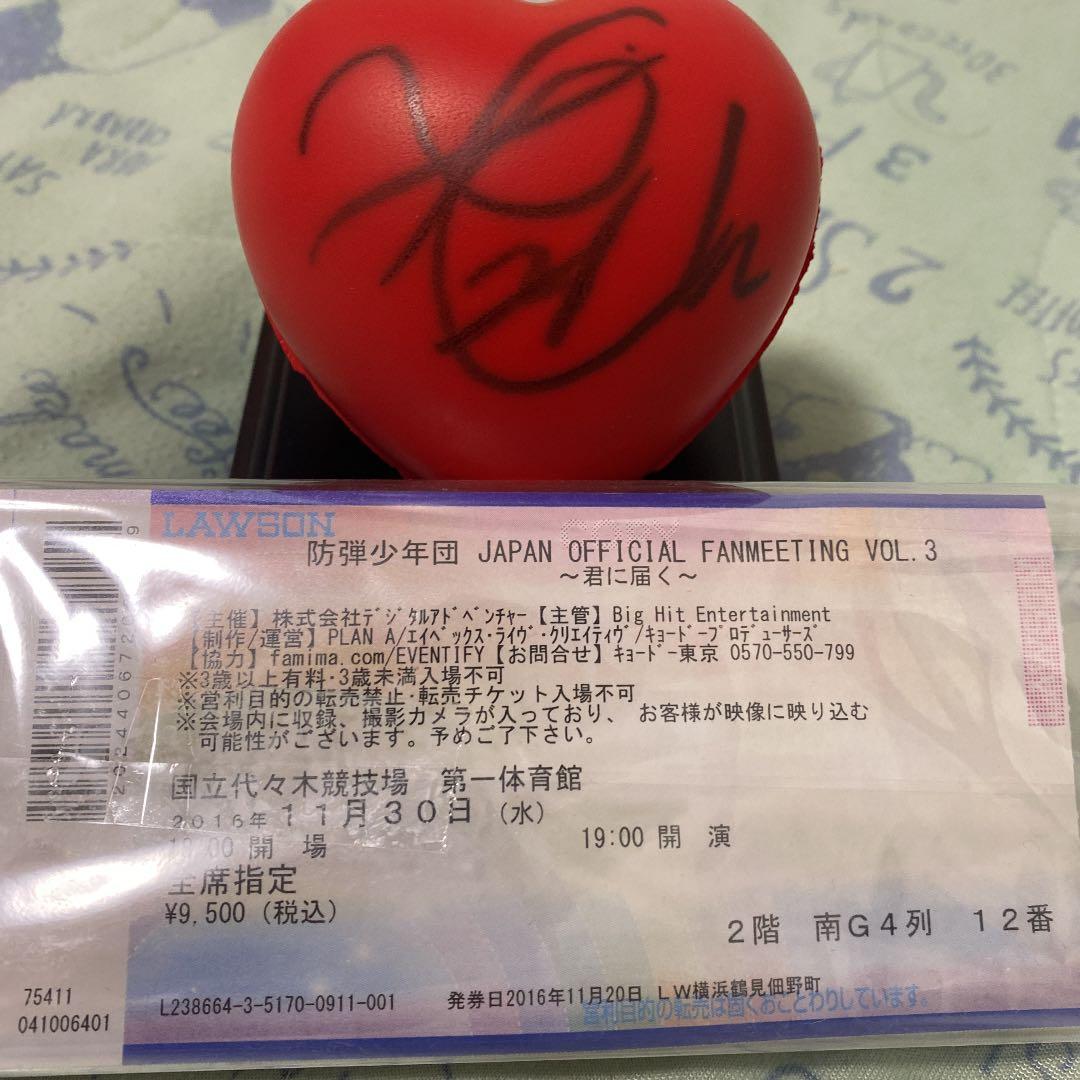 LAWSON
防弾少年団 JAPAN OFFICIAL FANMEETING VOL.3
～君に届く～
主催】株式会社ﾃﾞｼﾞﾀﾙｱﾄﾞﾍﾞﾝﾁｬｰ【主管】Big Hit Entertainment
【制作/運営】PLAN A/ｴｲﾍﾞｯｸｽ･ﾗｲｳﾞ･ｸﾘｴｲﾃｨｳﾞ/ｷｮｰﾄﾞｰﾌﾟﾛﾃﾞｭｰｻｰｽﾞ
【協力】famima.com/EVENTIFY【お問合せ】ｷｮｰﾄﾞｰ東京 0570-550-799
※3歳以上有料･3歳未満入場不可
※営利目的の転売禁止･転売チケット入場不可
※会場内に収録、撮影カメラが入っており、 お客様が映像に映り込む
可能性がございます。予めご了下さい。
国立代々木競技場 第一体育館
2016年 11月30日 (水)
開 場 19:00 開 演
席指定
¥9,500 (税込)
2階 南G4列 12番
75411
041006401
L238664-3-5170-0911-001 発券日2016年11月20日 LW横浜鶴見佃野町
営利目的の転売は固くおことわりしています。